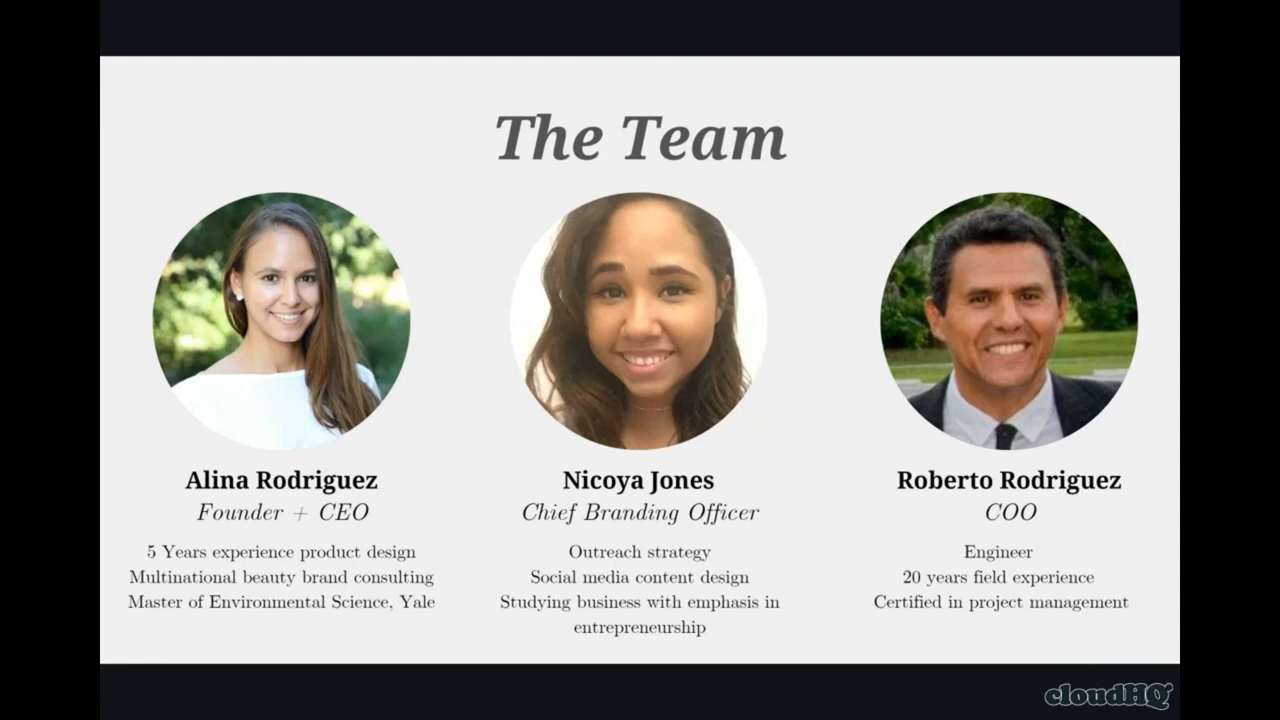 The Team
Alina Rodriguez
Founder + CEO
5 Years experience product design
Multinational beauty brand consulting
Master of Environmental Science, Yale
Nicoya Jones
Chief Branding Officer
Outreach strategy
Social media content design
Studying business with emphasis in
entrepreneurship
Roberto Rodriguez
COO
Engineer
20 years field experience
Certified in project management
cloudHQ